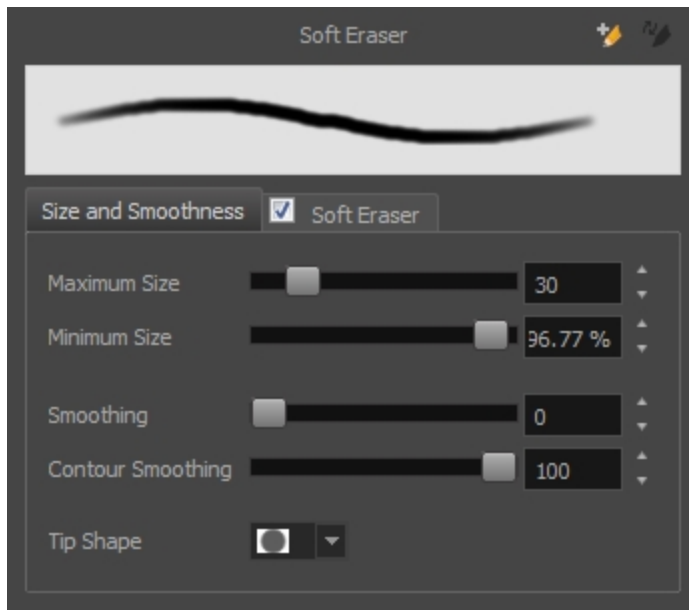 Soft Eraser
Size and Smoothness Soft Eraser
Maximum Size 30
Minimum Size 96.77 %
Smoothing 0
Contour Smoothing 100
Tip Shape